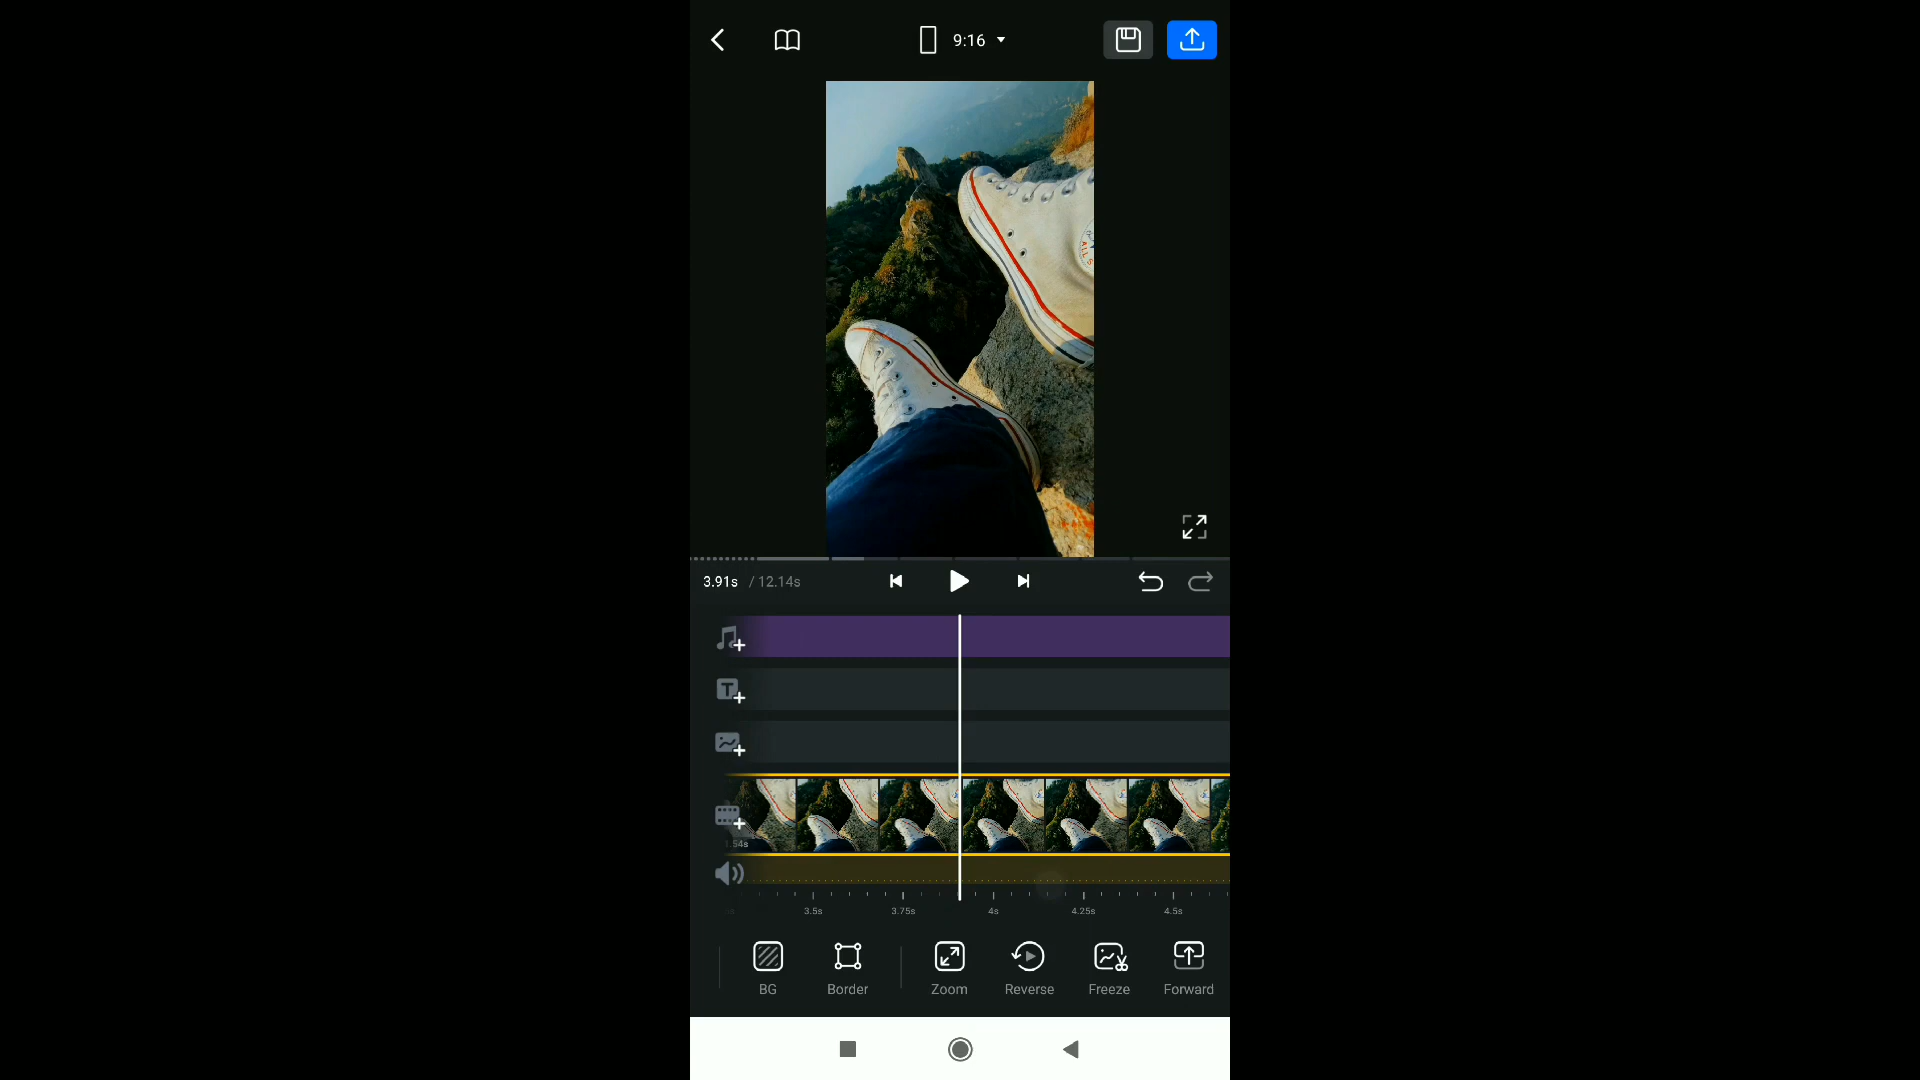 9:16
ALL S
3.91s / 12.14s
T
1.54s
3.5s 3.75s 4s 4.25s 4.5s
BG Border Zoom Reverse Freeze Forward